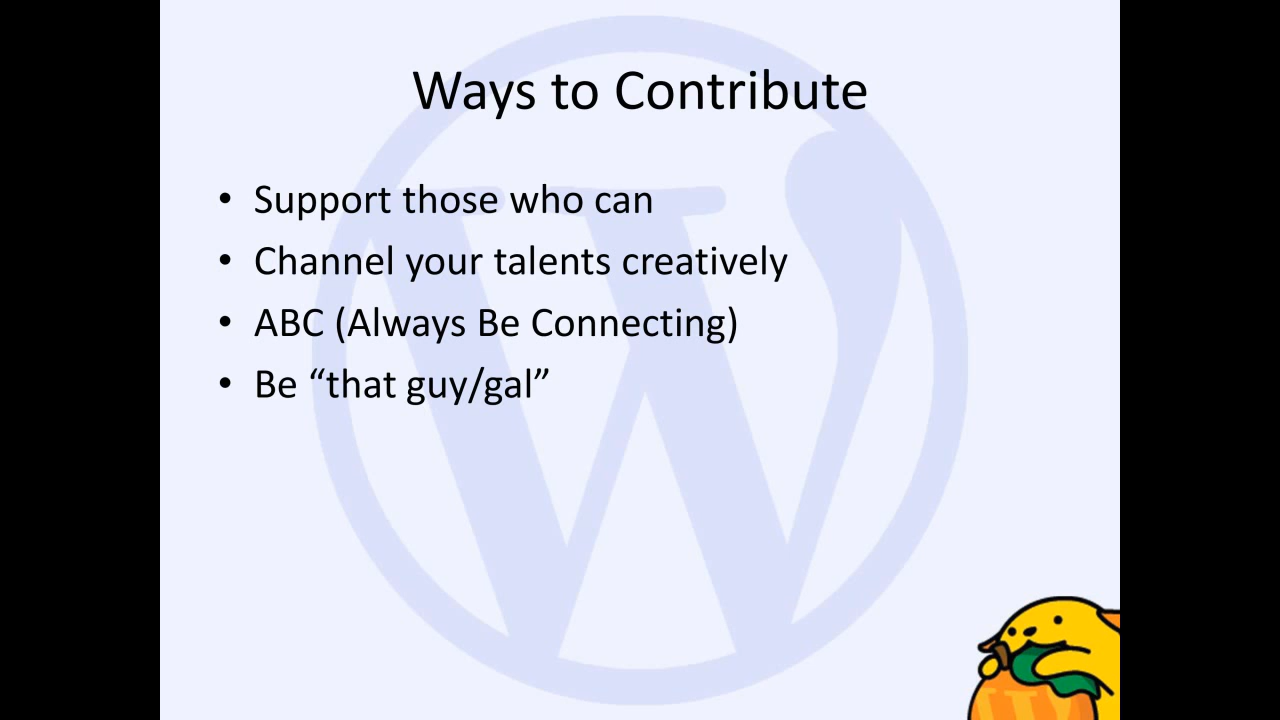 Ways to Contribute
• Support those who can
• Channel your talents creatively
• ABC (Always Be Connecting)
• Be “that guy/gal”